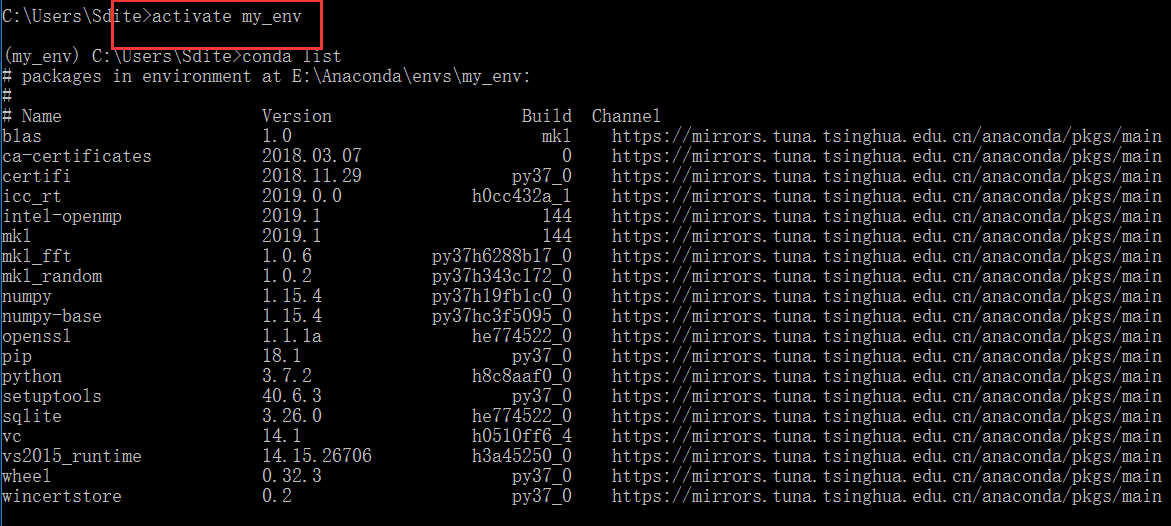 C:\Users\Sdite>activate my_env
(my_env) C:\Users\Sdite>conda list
# packages in environment at E:\Anaconda\envs\my_env:
#
# Name Version Build Channel
blas 1.0 mkl https://mirrors.tuna.tsinghua.edu.cn/anaconda/pkgs/main
ca-certificates 2018.03.07 0 https://mirrors.tuna.tsinghua.edu.cn/anaconda/pkgs/main
certifi 2018.11.29 py37_0 https://mirrors.tuna.tsinghua.edu.cn/anaconda/pkgs/main
icc_rt 2019.0.0 h0cc432a_1 https://mirrors.tuna.tsinghua.edu.cn/anaconda/pkgs/main
intel-openmp 2019.1 144 https://mirrors.tuna.tsinghua.edu.cn/anaconda/pkgs/main
mkl 2019.1 144 https://mirrors.tuna.tsinghua.edu.cn/anaconda/pkgs/main
mkl_fft 1.0.6 py37h6288b17_0 https://mirrors.tuna.tsinghua.edu.cn/anaconda/pkgs/main
mkl_random 1.0.2 py37h343c172_0 https://mirrors.tuna.tsinghua.edu.cn/anaconda/pkgs/main
numpy 1.15.4 py37h19fb1c0_0 https://mirrors.tuna.tsinghua.edu.cn/anaconda/pkgs/main
numpy-base 1.15.4 py37hc3f5095_0 https://mirrors.tuna.tsinghua.edu.cn/anaconda/pkgs/main
openssl 1.1.1a he774522_0 https://mirrors.tuna.tsinghua.edu.cn/anaconda/pkgs/main
pip 18.1 py37_0 https://mirrors.tuna.tsinghua.edu.cn/anaconda/pkgs/main
python 3.7.2 h8c8aaf0_0 https://mirrors.tuna.tsinghua.edu.cn/anaconda/pkgs/main
setuptools 40.6.3 py37_0 https://mirrors.tuna.tsinghua.edu.cn/anaconda/pkgs/main
sqlite 3.26.0 he774522_0 https://mirrors.tuna.tsinghua.edu.cn/anaconda/pkgs/main
vc 14.1 h0510ff6_4 https://mirrors.tuna.tsinghua.edu.cn/anaconda/pkgs/main
vs2015_runtime 14.15.26706 h3a45250_0 https://mirrors.tuna.tsinghua.edu.cn/anaconda/pkgs/main
wheel 0.32.3 py37_0 https://mirrors.tuna.tsinghua.edu.cn/anaconda/pkgs/main
wincertstore 0.2 py37_0 https://mirrors.tuna.tsinghua.edu.cn/anaconda/pkgs/main